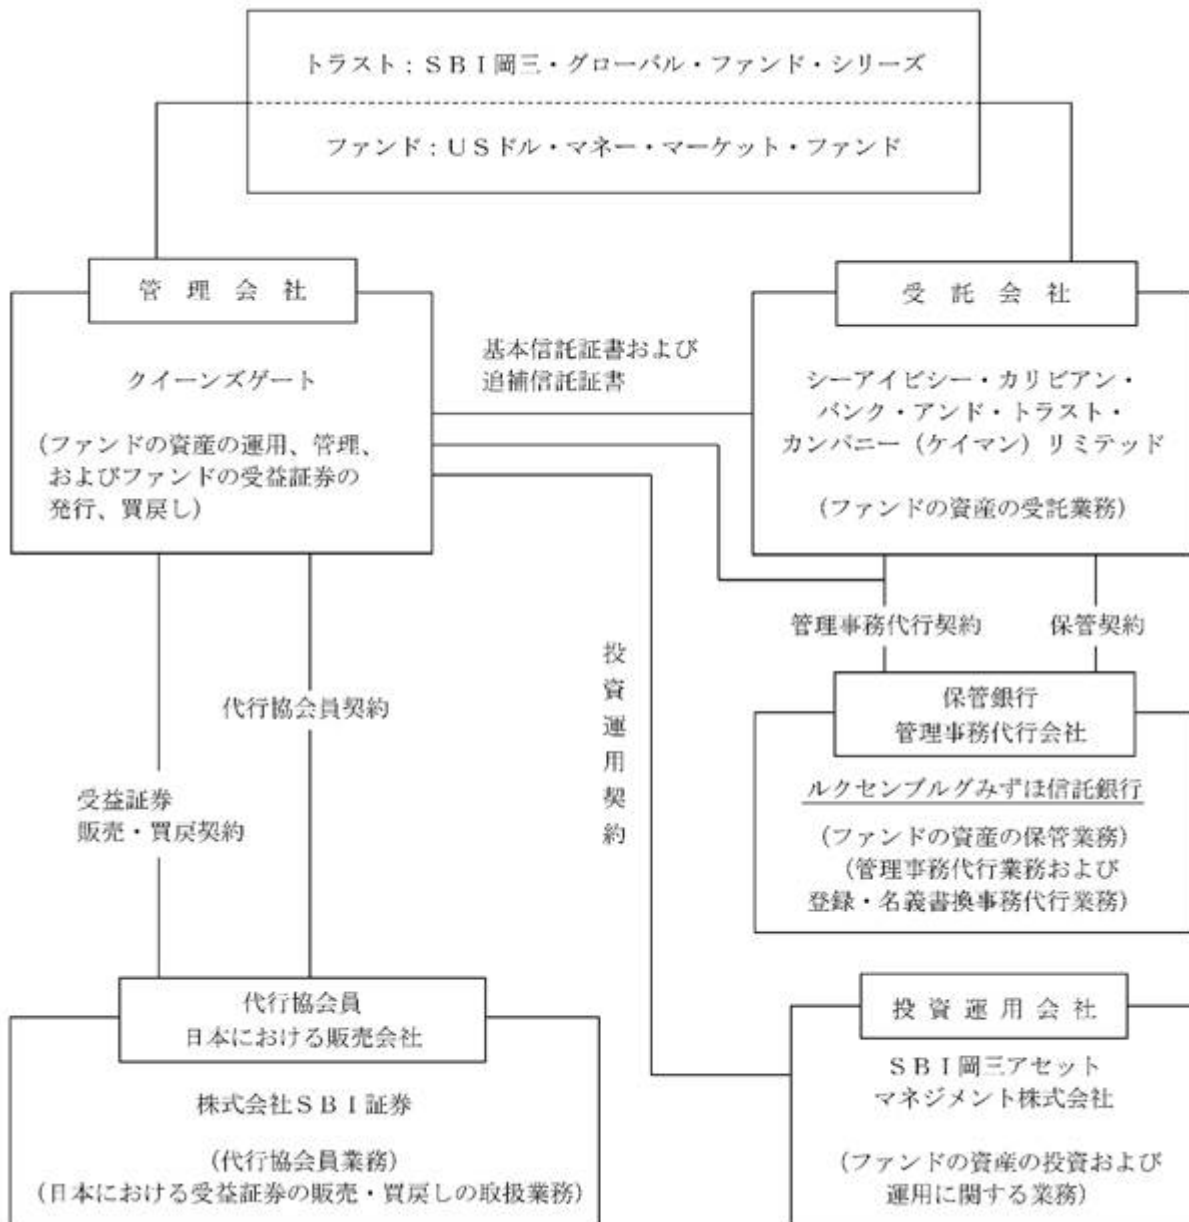 トラスト：ＳＢＩ岡三・グローバル・ファンド・シリーズ
ファンド：ＵＳドル・マネー・マーケット・ファンド
管理会社
クイーンズゲート
（ファンドの資産の運用、管理、
およびファンドの受益証券の
発行、買戻し）
基本信託証書および
追補信託証書
受託会社
シーアイビシー・カリビアン・
バンク・アンド・トラスト・
カンパニー（ケイマン）リミテッド
（ファンドの資産の受託業務）
管理事務代行契約
保管契約
投資運用契約
代行協会員契約
受益証券
販売・買戻契約
保管銀行
管理事務代行会社
ルクセンブルグみずほ信託銀行
（ファンドの資産の保管業務）
（管理事務代行業務および
登録・名義書換事務代行業務）
代行協会員
日本における販売会社
株式会社ＳＢＩ証券
（代行協会員業務）
（日本における受益証券の販売・買戻しの取扱業務）
投資運用会社
ＳＢＩ岡三アセット
マネジメント株式会社
（ファンドの資産の投資および
運用に関する業務）